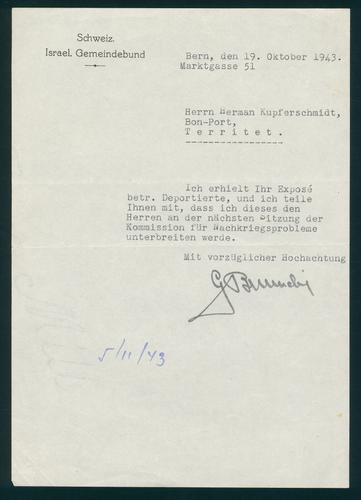 Schweiz.
Israel. Gemeindebund
Bern, den 19. Oktober 1943.
Marktgasse 51
Herrn Herman Kupferschmidt,
Bon-Port,
Territet.
Ich erhielt Ihr Exposé
betr. Deportierte, und ich teile
Ihnen mit, dass ich dieses den
Herren an der nächsten Sitzung der
Kommission für Nachkriegsprobleme
unterbreiten werde.
Mit vorzüglicher Hochachtung
5/11/43